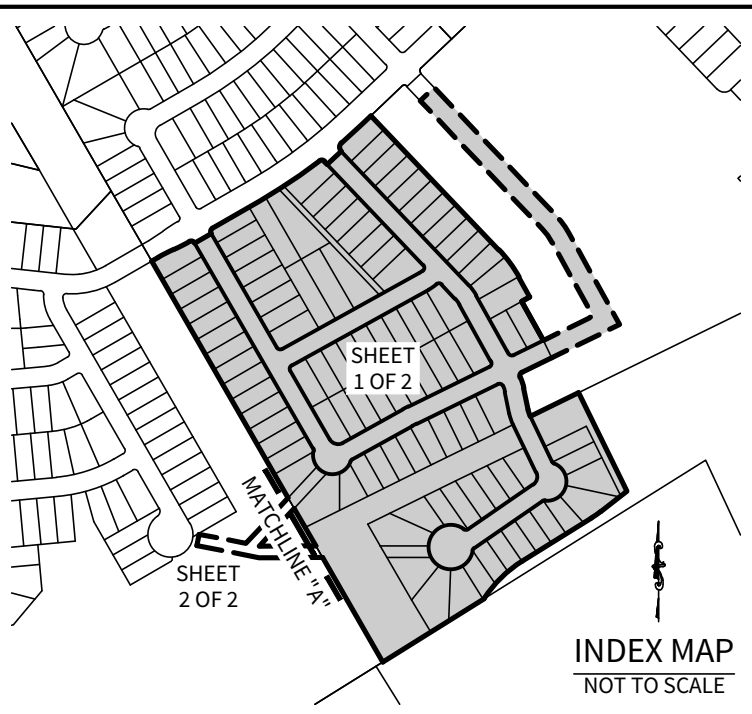 SHEET
1 OF 2
MATCHLINE "A"
SHEET
2 OF 2
INDEX MAP
NOT TO SCALE